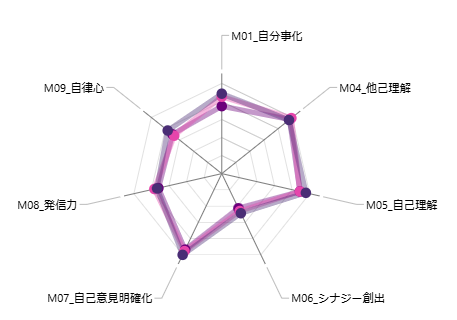 M01_自分事化
M04_他己理解
M09_自律心
M05_自己理解
M08_発信力
M07_自己意見明確化
M06_シナジー創出